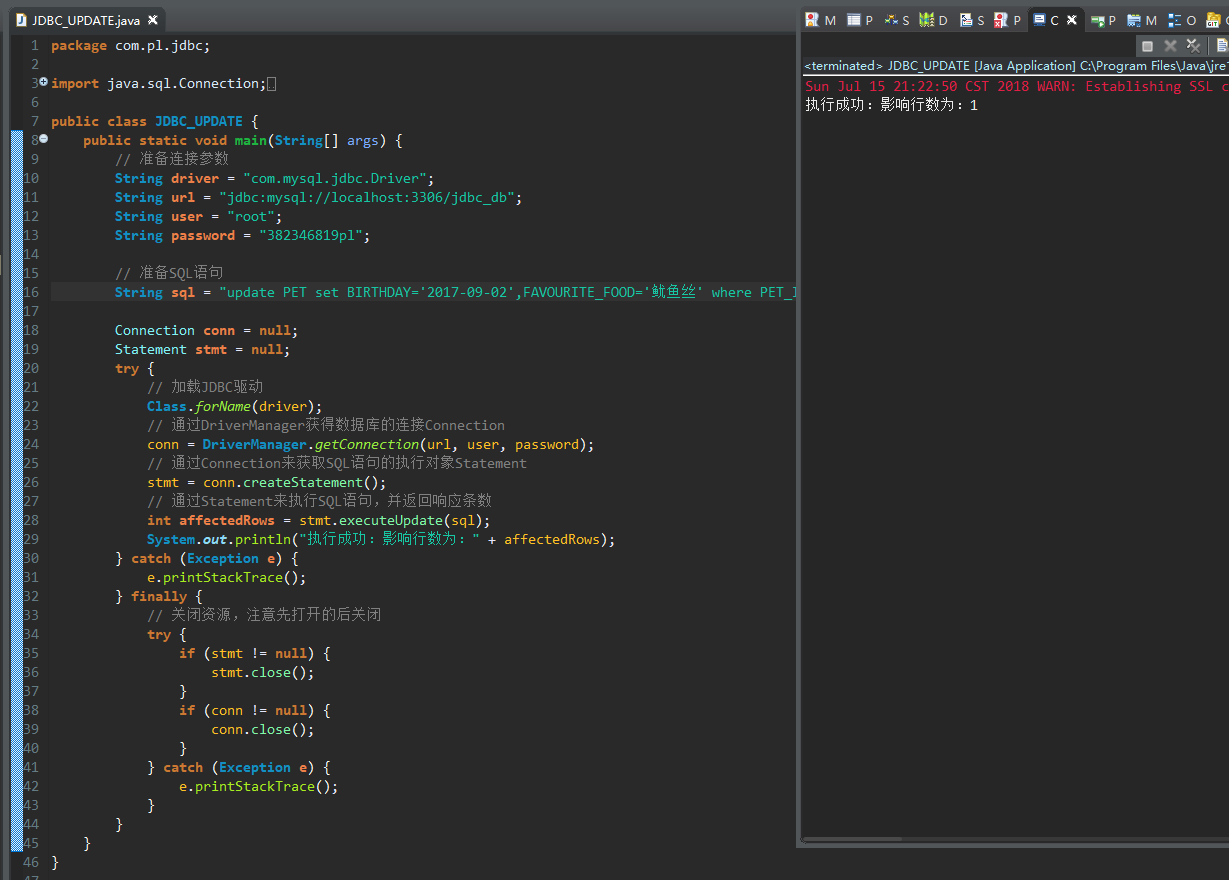 JDBC_UPDATE.java
1 package com.pl.jdbc;
2
3 import java.sql.Connection;
6
7 public class JDBC_UPDATE {
8 public static void main(String[] args) {
9 // 准备连接参数
10 String driver = "com.mysql.jdbc.Driver";
11 String url = "jdbc:mysql://localhost:3306/jdbc_db";
12 String user = "root";
13 String password = "382346819pl";
14
15 // 准备SQL语句
16 String sql = "update PET set BIRTHDAY='2017-09-02',FAVOURITE_FOOD='鱿鱼丝' where PET_
17
18 Connection conn = null;
19 Statement stmt = null;
20 try {
21 // 加载JDBC驱动
22 Class.forName(driver);
23 // 通过DriverManager获得数据库的连接Connection
24 conn = DriverManager.getConnection(url, user, password);
25 // 通过Connection来获取SQL语句的执行对象Statement
26 stmt = conn.createStatement();
27 // 通过Statement来执行SQL语句，并返回响应条数
28 int affectedRows = stmt.executeUpdate(sql);
29 System.out.println("执行成功：影响行数为：" + affectedRows);
30 } catch (Exception e) {
31 e.printStackTrace();
32 } finally {
33 // 关闭资源，注意先打开的后关闭
34 try {
35 if (stmt != null) {
36 stmt.close();
37 }
38 if (conn != null) {
39 conn.close();
40 }
41 } catch (Exception e) {
42 e.printStackTrace();
43 }
44 }
45 }
46 }
47
M P S D S P C P M O
<terminated> JDBC_UPDATE [Java Application] C:\Program Files\Java\jre
Sun Jul 15 21:22:50 CST 2018 WARN: Establishing SSL c
执行成功：影响行数为：1